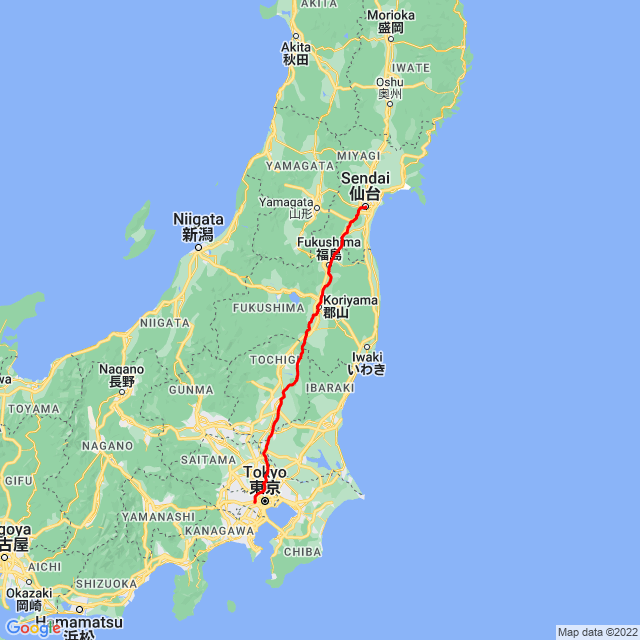 AKITA
Morioka
盛岡
Akita
秋田
IWATE
Oshu
奥州
MIYAGI
YAMAGATA
Sendai
仙台
Yamagata
山形
Niigata
新潟
Fukushima
福島
Koriyama
郡山
FUKUSHIMA
NIIGATA
Iwaki
いわき
TOCHIGI
Nagano
長野
IBARAKI
GUNMA
TOYAMA
NAGANO
SAITAMA
Tokyo
東京
GIFU
YAMANASHI
KANAGAWA
goya
古屋
CHIBA
AICHI
SHIZUOKA
Okazaki
岡崎
Hamamatsu
浜松
Google
Map data ©2022